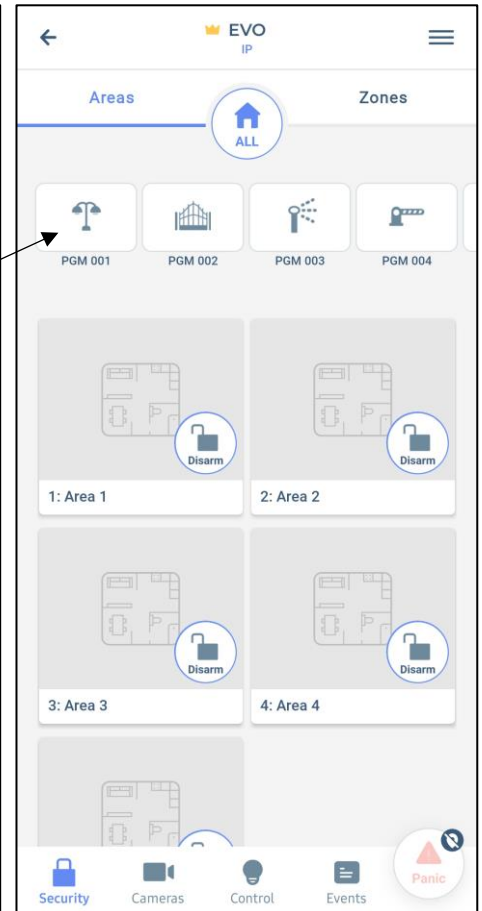 EVO
IP
Areas
Zones
ALL
PGM 001
PGM 002
PGM 003
PGM 004
Disarm
Disarm
1: Area 1
2: Area 2
Disarm
Disarm
3: Area 3
4: Area 4
Security
Cameras
Control
Events
Panic